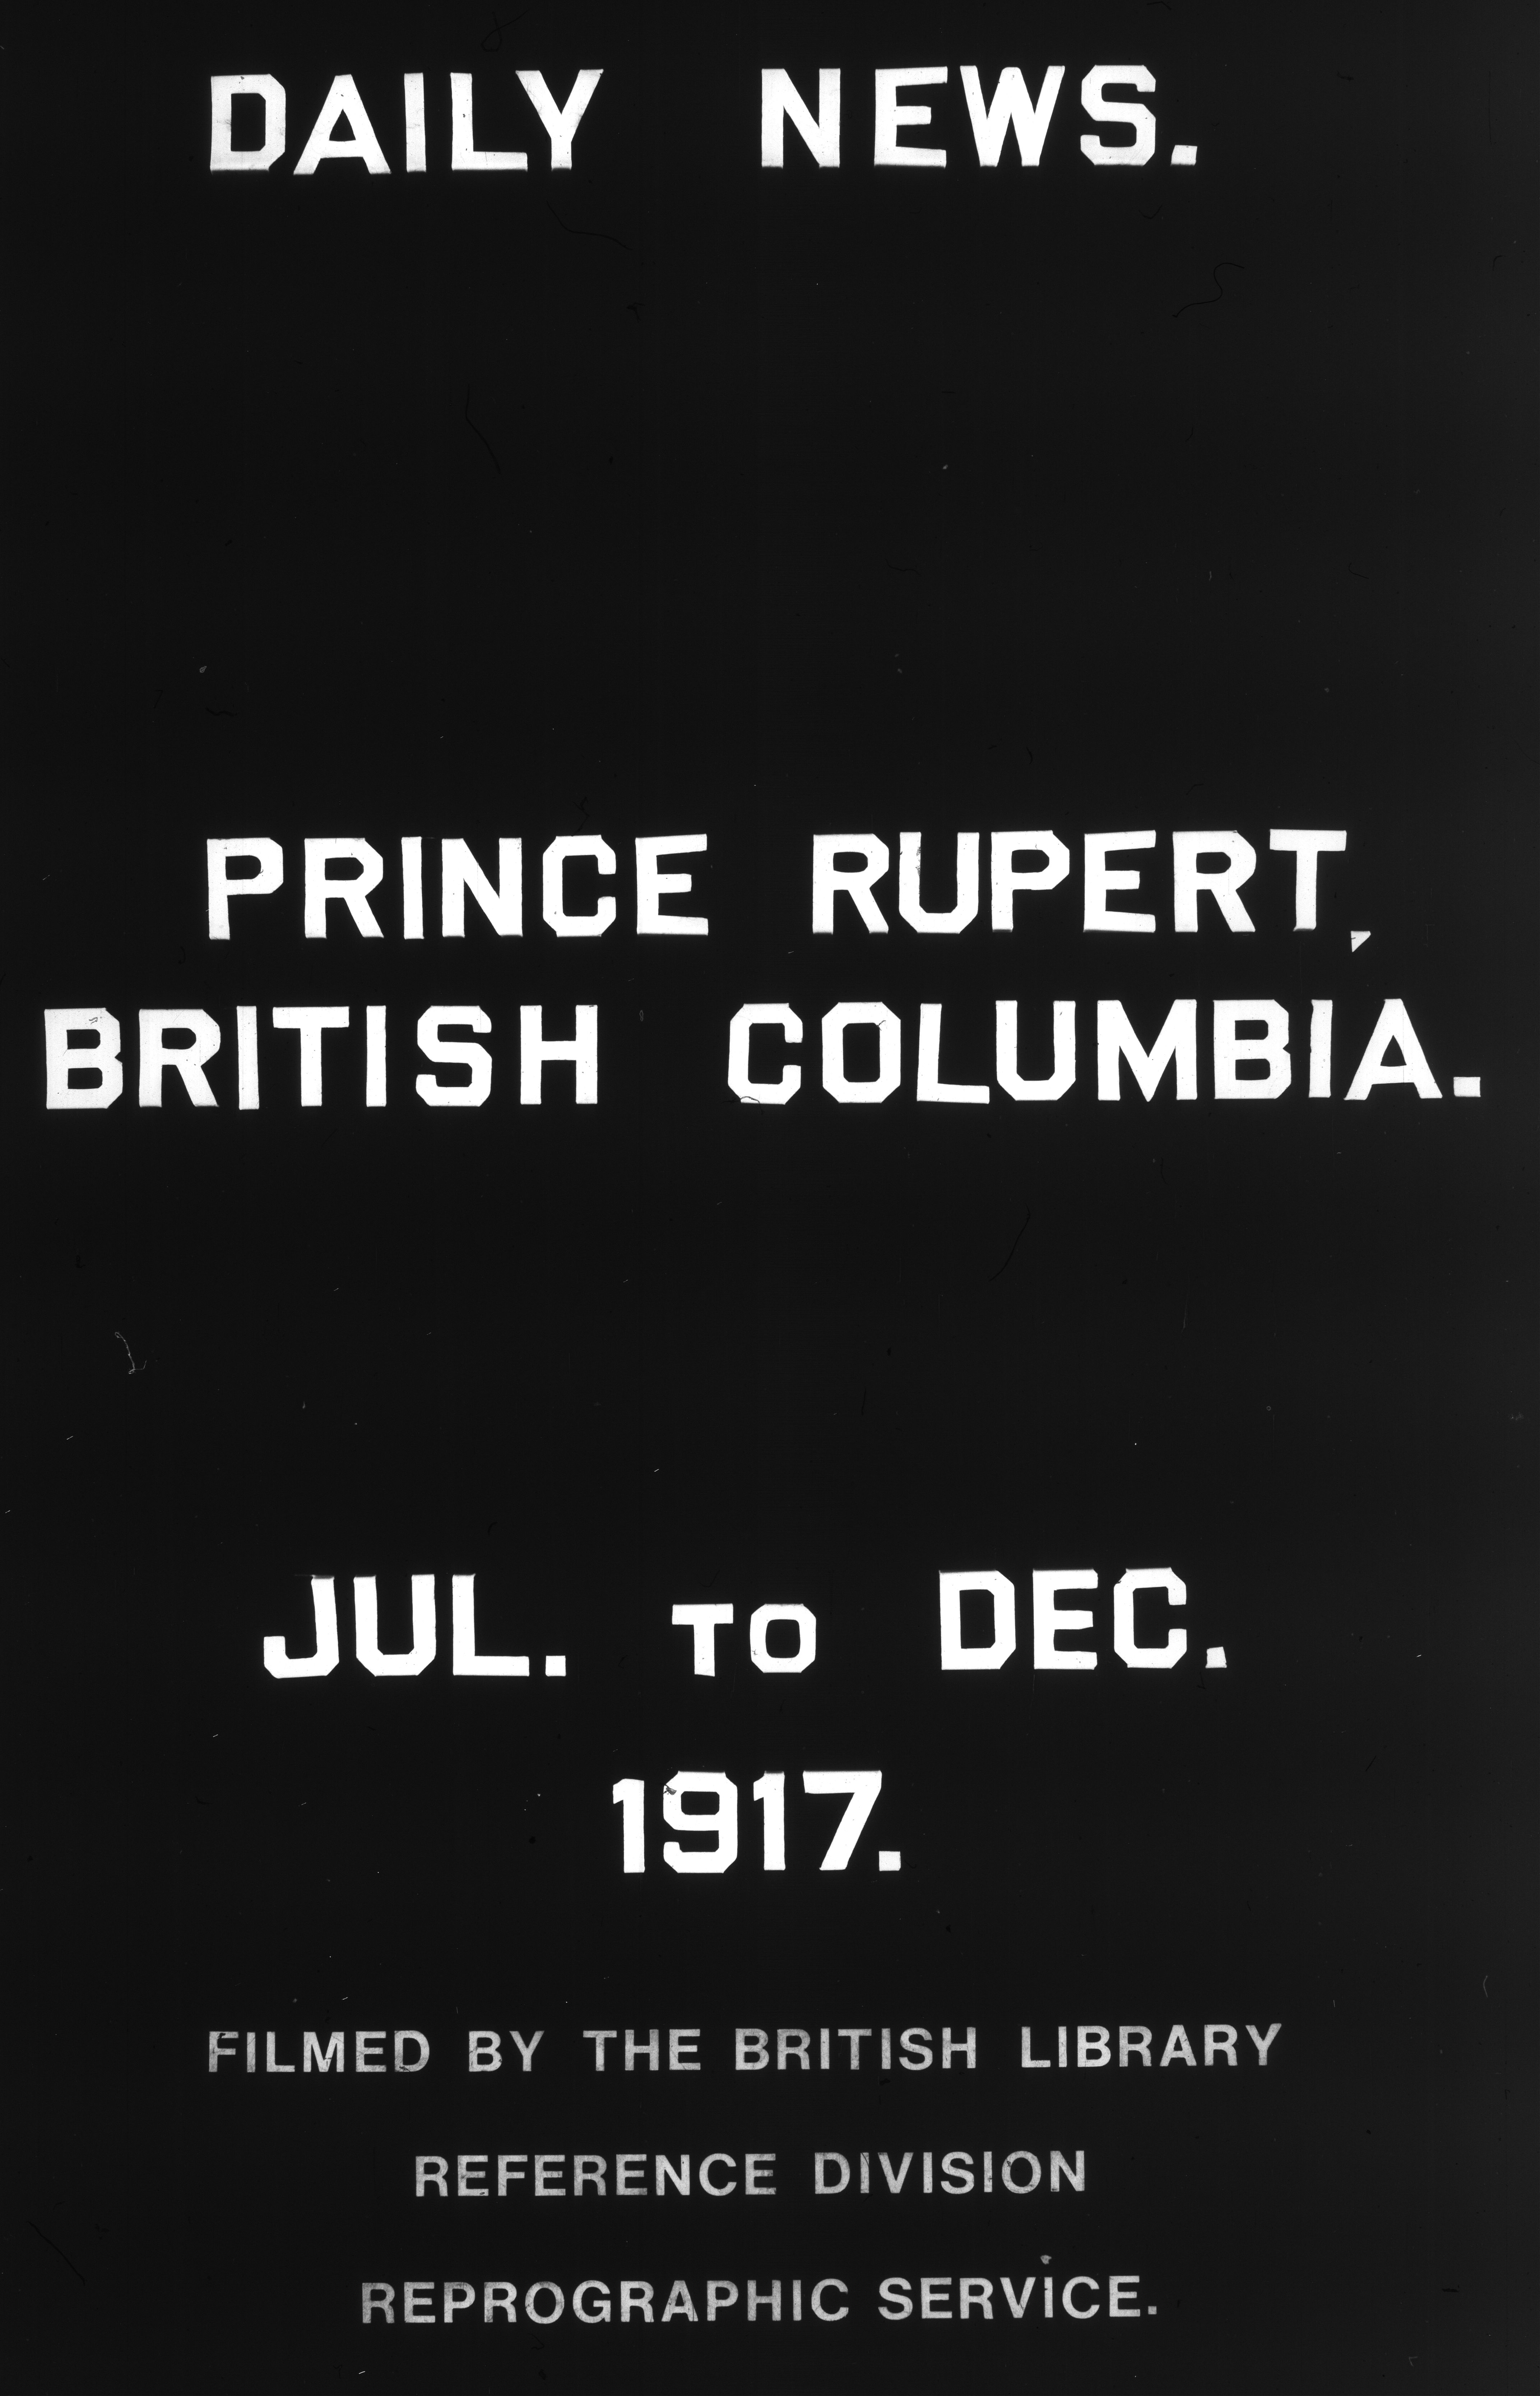 DAILY NEWS.
PRINCE RUPERT,
BRITISH COLUMBIA.
JUL. TO DEC.
1917.
FILMED BY THE BRITISH LIBRARY
REFERENCE DIVISION
REPROGRAPHIC SERVICE.